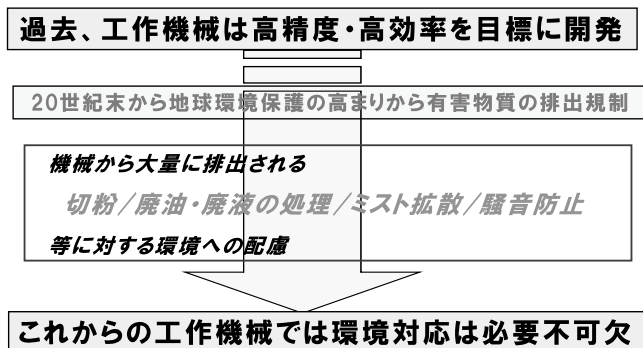 過去、工作機械は高精度・高効率を目標に開発
20世紀末から地球環境保護の高まりから有害物質の排出規制
機械から大量に排出される
切粉/廃油・廃液の処理/ミスト拡散/騒音防止
等に対する環境への配慮
これからの工作機械では環境対応は必要不可欠